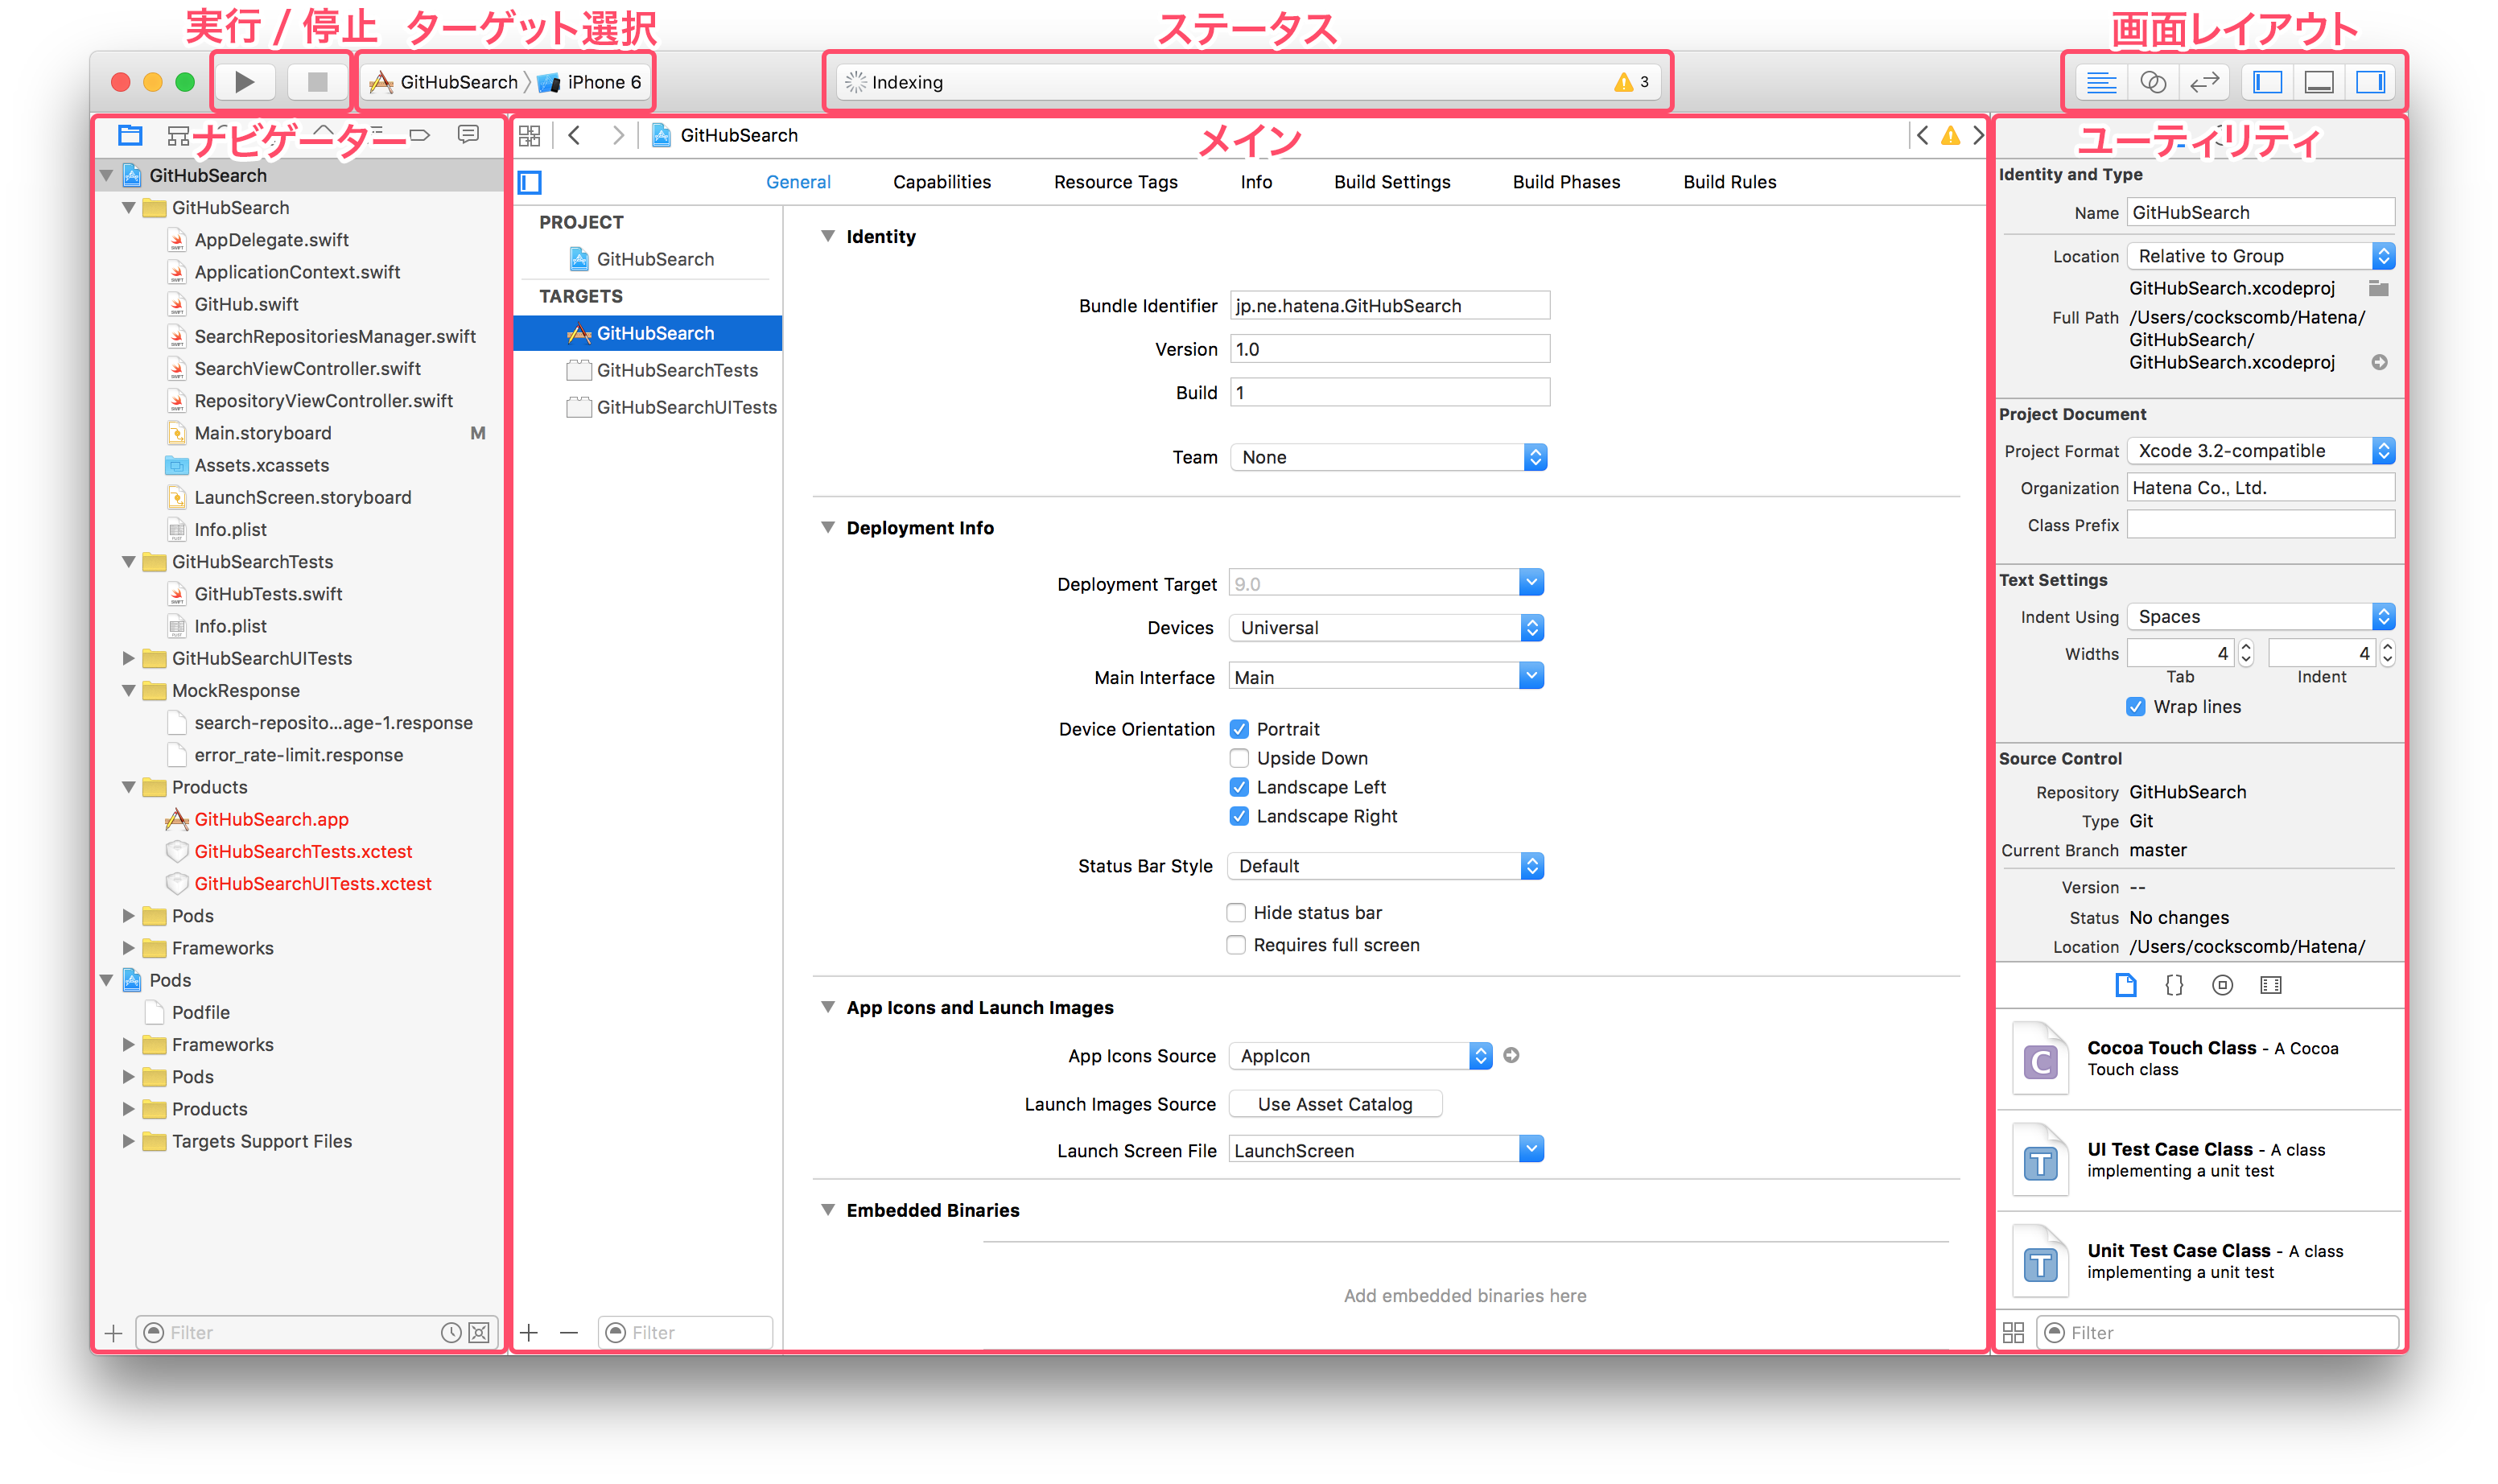 実行 / 停止 ターゲット選択 ステータス 画面レイアウト
GitHubSearch iPhone 6
Indexing 3
ナビゲーター
GitHubSearch
GitHubSearch
AppDelegate.swift
ApplicationContext.swift
GitHub.swift
SearchRepositoriesManager.swift
SearchViewController.swift
RepositoryViewController.swift
Main.storyboard M
Assets.xcassets
LaunchScreen.storyboard
Info.plist
GitHubSearchTests
GitHubTests.swift
Info.plist
GitHubSearchUITests
MockResponse
search-reposito...age-1.response
error_rate-limit.response
Products
GitHubSearch.app
GitHubSearchTests.xctest
GitHubSearchUITests.xctest
Pods
Frameworks
Pods
Podfile
Frameworks
Pods
Products
Targets Support Files
Filter
メイン
GitHubSearch
General Capabilities Resource Tags Info Build Settings Build Phases Build Rules
PROJECT
GitHubSearch
TARGETS
GitHubSearch
GitHubSearchTests
GitHubSearchUITests
Filter
Identity
Bundle Identifier jp.ne.hatena.GitHubSearch
Version 1.0
Build 1
Team None
Deployment Info
Deployment Target 9.0
Devices Universal
Main Interface Main
Device Orientation Portrait
Upside Down
Landscape Left
Landscape Right
Status Bar Style Default
Hide status bar
Requires full screen
App Icons and Launch Images
App Icons Source AppIcon
Launch Images Source Use Asset Catalog
Launch Screen File LaunchScreen
Embedded Binaries
Add embedded binaries here
ユーティリティ
Identity and Type
Name GitHubSearch
Location Relative to Group
GitHubSearch.xcodeproj
Full Path /Users/cockscomb/Hatena/
GitHubSearch/
GitHubSearch.xcodeproj
Project Document
Project Format Xcode 3.2-compatible
Organization Hatena Co., Ltd.
Class Prefix
Text Settings
Indent Using Spaces
Widths 4 4
Tab Indent
Wrap lines
Source Control
Repository GitHubSearch
Type Git
Current Branch master
Version --
Status No changes
Location /Users/cockscomb/Hatena/
Cocoa Touch Class - A Cocoa
Touch class
UI Test Case Class - A class
implementing a unit test
Unit Test Case Class - A class
implementing a unit test
Filter